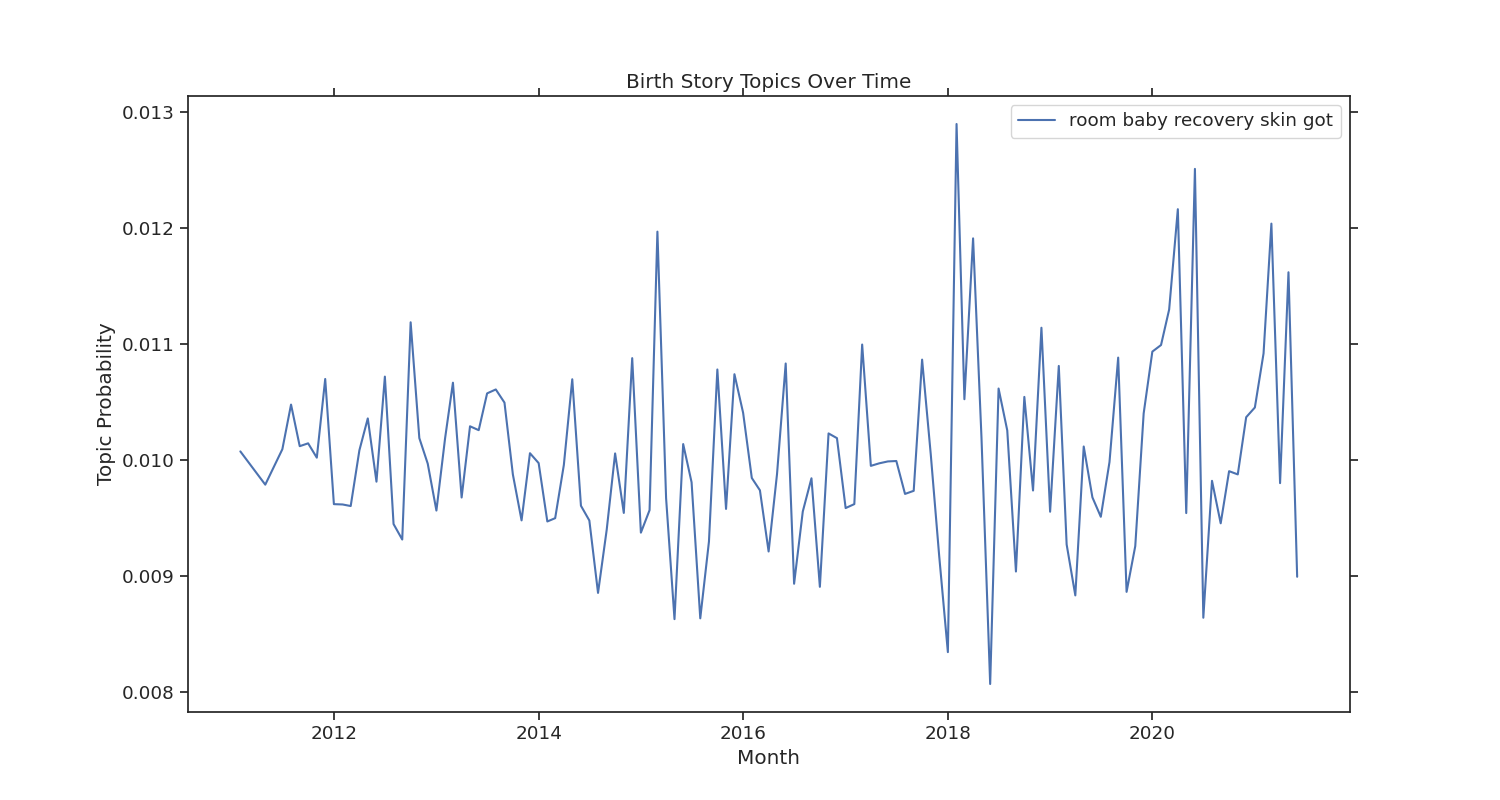 Birth Story Topics Over Time
room baby recovery skin got
0.013
0.012
0.011
0.010
0.009
0.008
Topic Probability
2012 2014 2016 2018 2020
Month